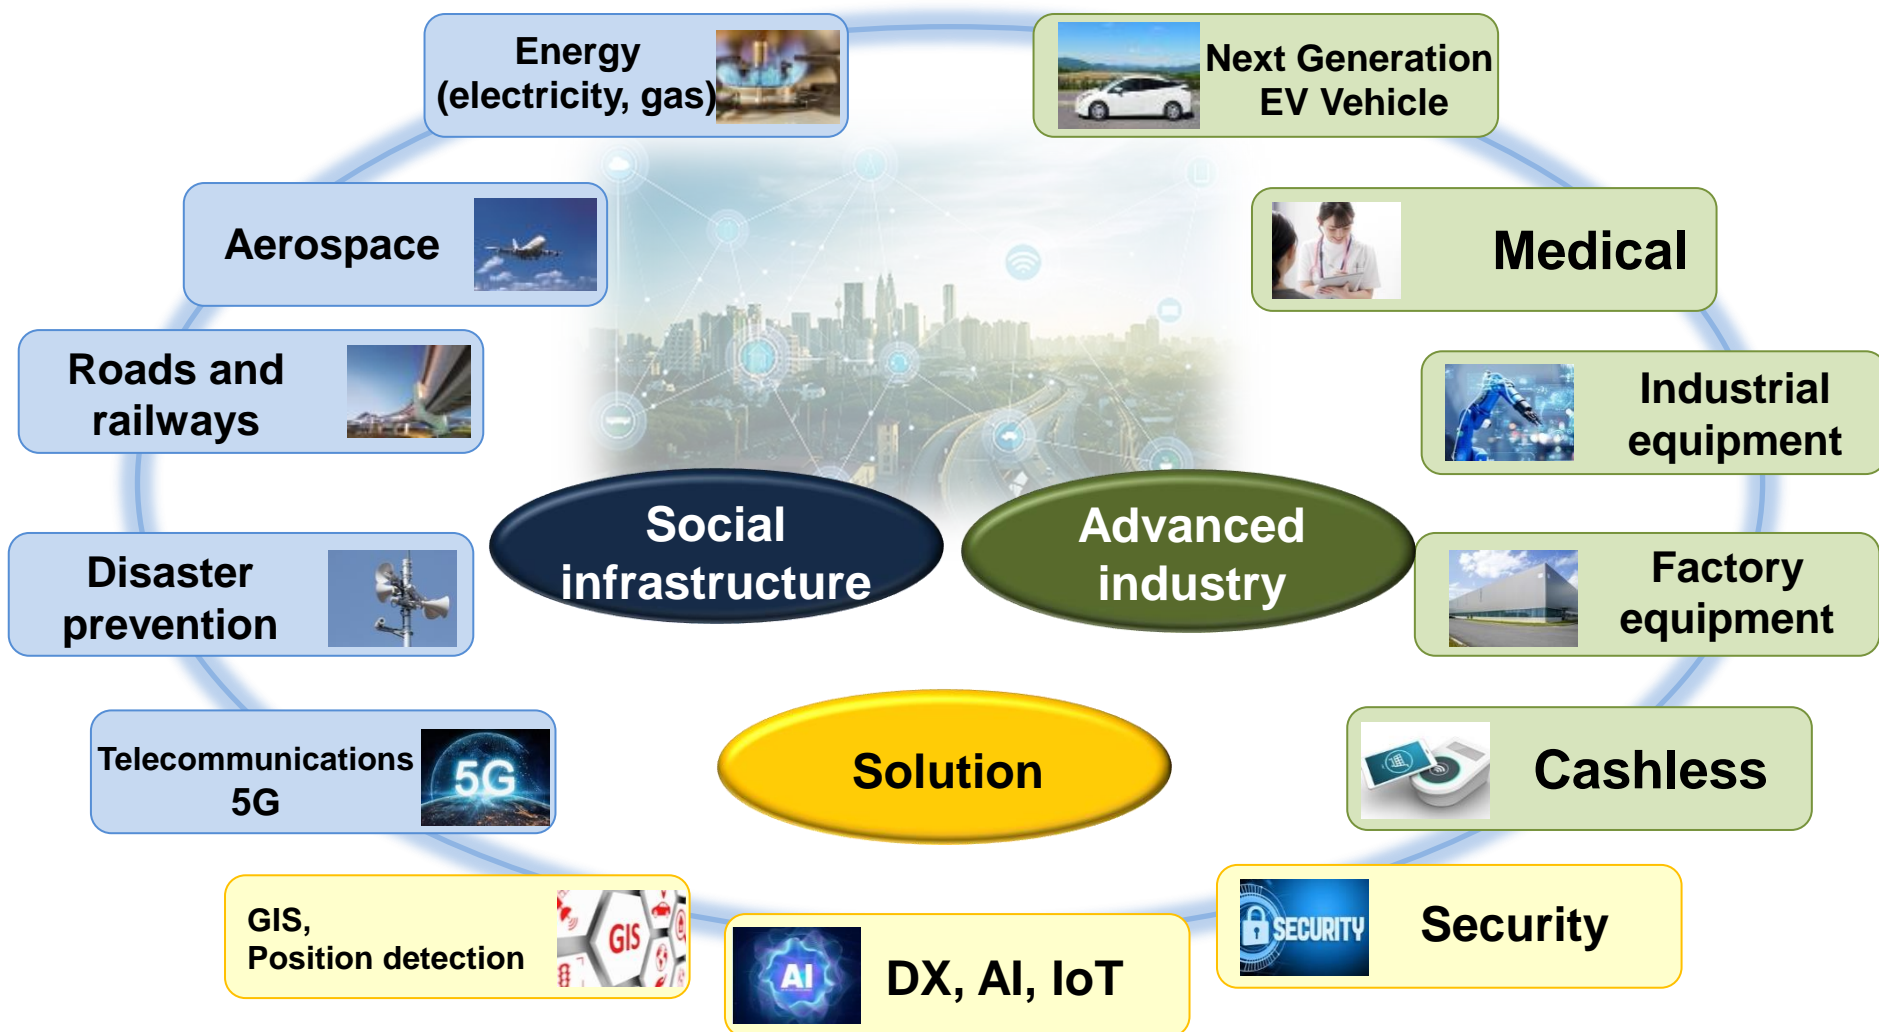 Energy
(electricity, gas)
Next Generation
EV Vehicle
Aerospace
Medical
Roads and
railways
Industrial
equipment
Social
infrastructure
Advanced
industry
Disaster
prevention
Factory
equipment
Telecommunications
5G
5G
Solution
Cashless
GIS,
Position detection
GIS
AI
DX, AI, IoT
SECURITY
Security